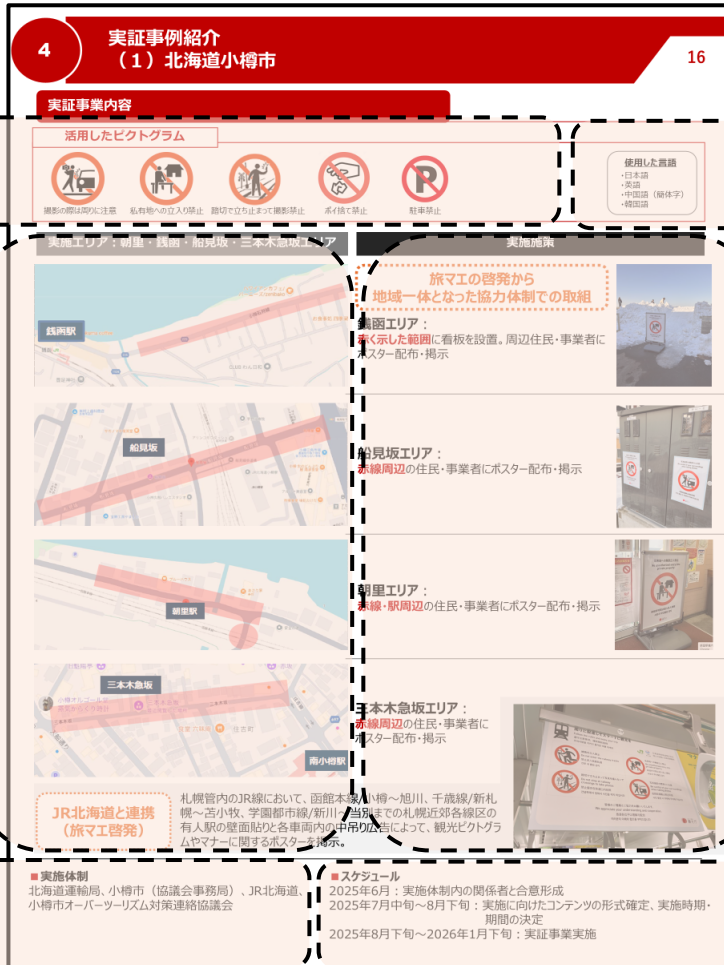 4
実証事例紹介
（1）北海道小樽市
16
実証事業内容
活用したピクトグラム
撮影の際は周りに注意
私有地への立入り禁止
踏切で立ち止まって撮影禁止
ポイ捨て禁止
駐車禁止
使用した言語
・日本語
・英語
・中国語（簡体字）
・韓国語
実施エリア：朝里・銭函・船見坂・三本木急坂エリア
実施施策
銭函駅
旅マエの啓発から
地域一体となった協力体制での取組
銭函エリア：
赤く示した範囲に看板を設置。周辺住民・事業者に
ポスター配布・掲示
船見坂
船見坂エリア：
赤線周辺の住民・事業者にポスター配布・掲示
朝里駅
朝里エリア：
赤線・駅周辺の住民・事業者にポスター配布・掲示
三本木急坂
南小樽駅
三本木急坂エリア：
赤線周辺の住民・事業者に
ポスター配布・掲示
JR北海道と連携
（旅マエ啓発）
札幌管内のJR線において、函館本線/小樽～旭川、千歳線/新札
幌～苫小牧、学園都市線/新川～当別までの札幌近郊各線区の
有人駅の壁面貼りと各車両内の中吊り広告によって、観光ピクトグラ
ムやマナーに関するポスターを掲示。
■実施体制
北海道運輸局、小樽市（協議会事務局）、JR北海道、
小樽市オーバーツーリズム対策連絡協議会
■スケジュール
2025年6月：実施体制内の関係者と合意形成
2025年7月中旬～8月下旬：実施に向けたコンテンツの形式確定、実施時期・
期間の決定
2025年8月下旬～2026年1月下旬：実証事業実施